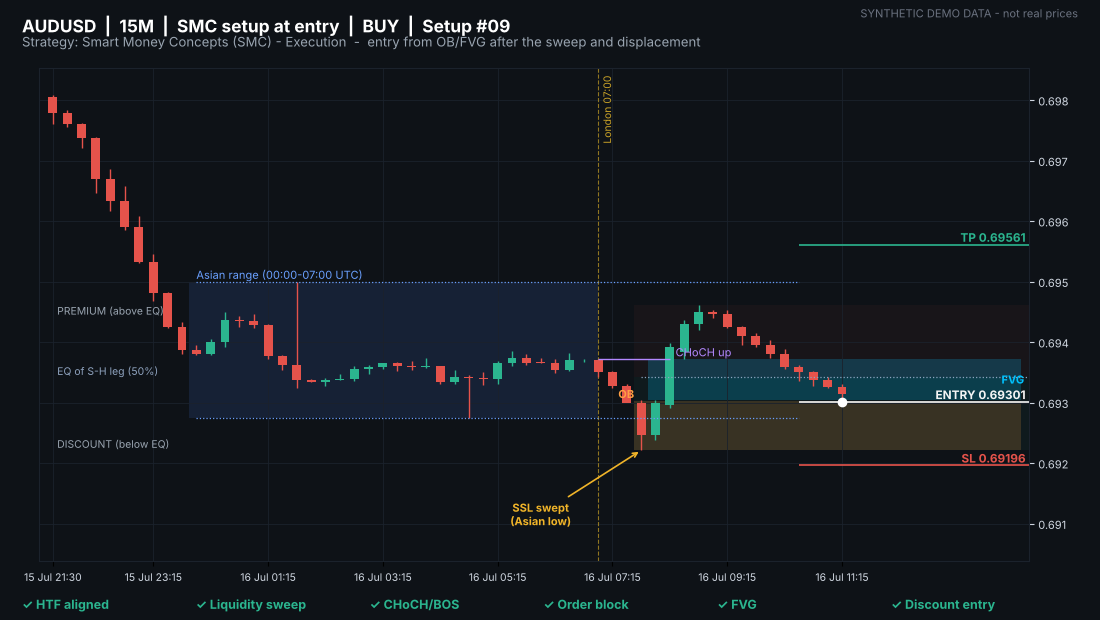 SYNTHETIC DEMO DATA - not real prices
AUDUSD | 15M | SMC setup at entry | BUY | Setup #09
Strategy: Smart Money Concepts (SMC) - Execution - entry from OB/FVG after the sweep and displacement
London 07:00
0.698
0.697
0.696
TP 0.69561
0.695
Asian range (00:00-07:00 UTC)
PREMIUM (above EQ)
0.694
CHoCH up
EQ of S-H leg (50%)
FVG
OB
ENTRY 0.69301
0.693
DISCOUNT (below EQ)
SL 0.69196
0.692
SSL swept
(Asian low)
0.691
15 Jul 21:30
15 Jul 23:15
16 Jul 01:15
16 Jul 03:15
16 Jul 05:15
16 Jul 07:15
16 Jul 09:15
16 Jul 11:15
✓ HTF aligned
✓ Liquidity sweep
✓ CHoCH/BOS
✓ Order block
✓ FVG
✓ Discount entry